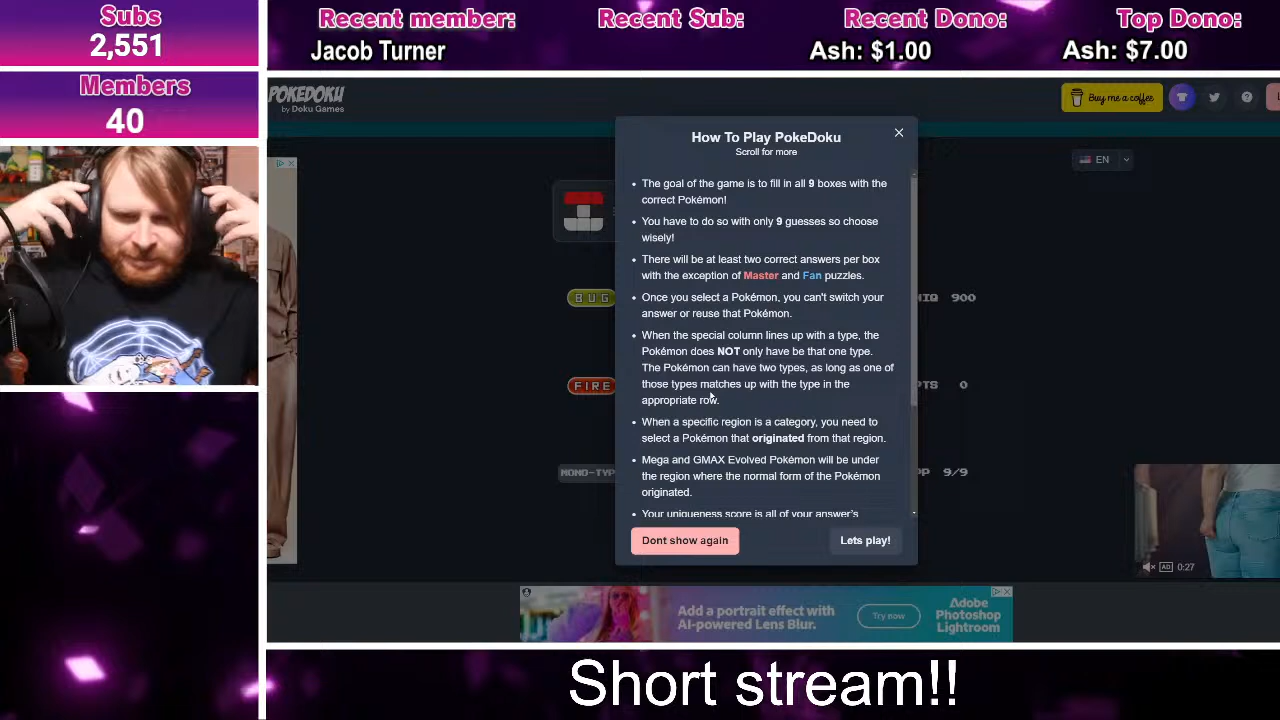 Subs
2,551
Members
40
Recent member:
Jacob Turner
Recent Sub:
Recent Dono:
Ash: $1.00
Top Dono:
Ash: $7.00
POKEDOKU
by Doku Games
Buy me a coffee
EN
How To Play PokeDoku
Scroll for more
• The goal of the game is to fill in all 9 boxes with the
correct Pokémon!
• You have to do so with only 9 guesses so choose
wisely!
• There will be at least two correct answers per box
with the exception of Master and Fan puzzles.
• Once you select a Pokémon, you can't switch your
answer or reuse that Pokémon.
• When the special column lines up with a type, the
Pokémon does NOT only have be that one type.
The Pokémon can have two types, as long as one of
those types matches up with the type in the
appropriate row.
• When a specific region is a category, you need to
select a Pokémon that originated from that region.
• Mega and GMAX Evolved Pokémon will be under
the region where the normal form of the Pokémon
originated.
• Your uniqueness score is all of your answer's
Dont show again
Lets play!
BUG
FIRE
MONO-TYP
IQ 900
PTS 0
9/9
AD 0:27
Add a portrait effect with
AI-powered Lens Blur.
Try now
Adobe
Photoshop
Lightroom
Short stream!!